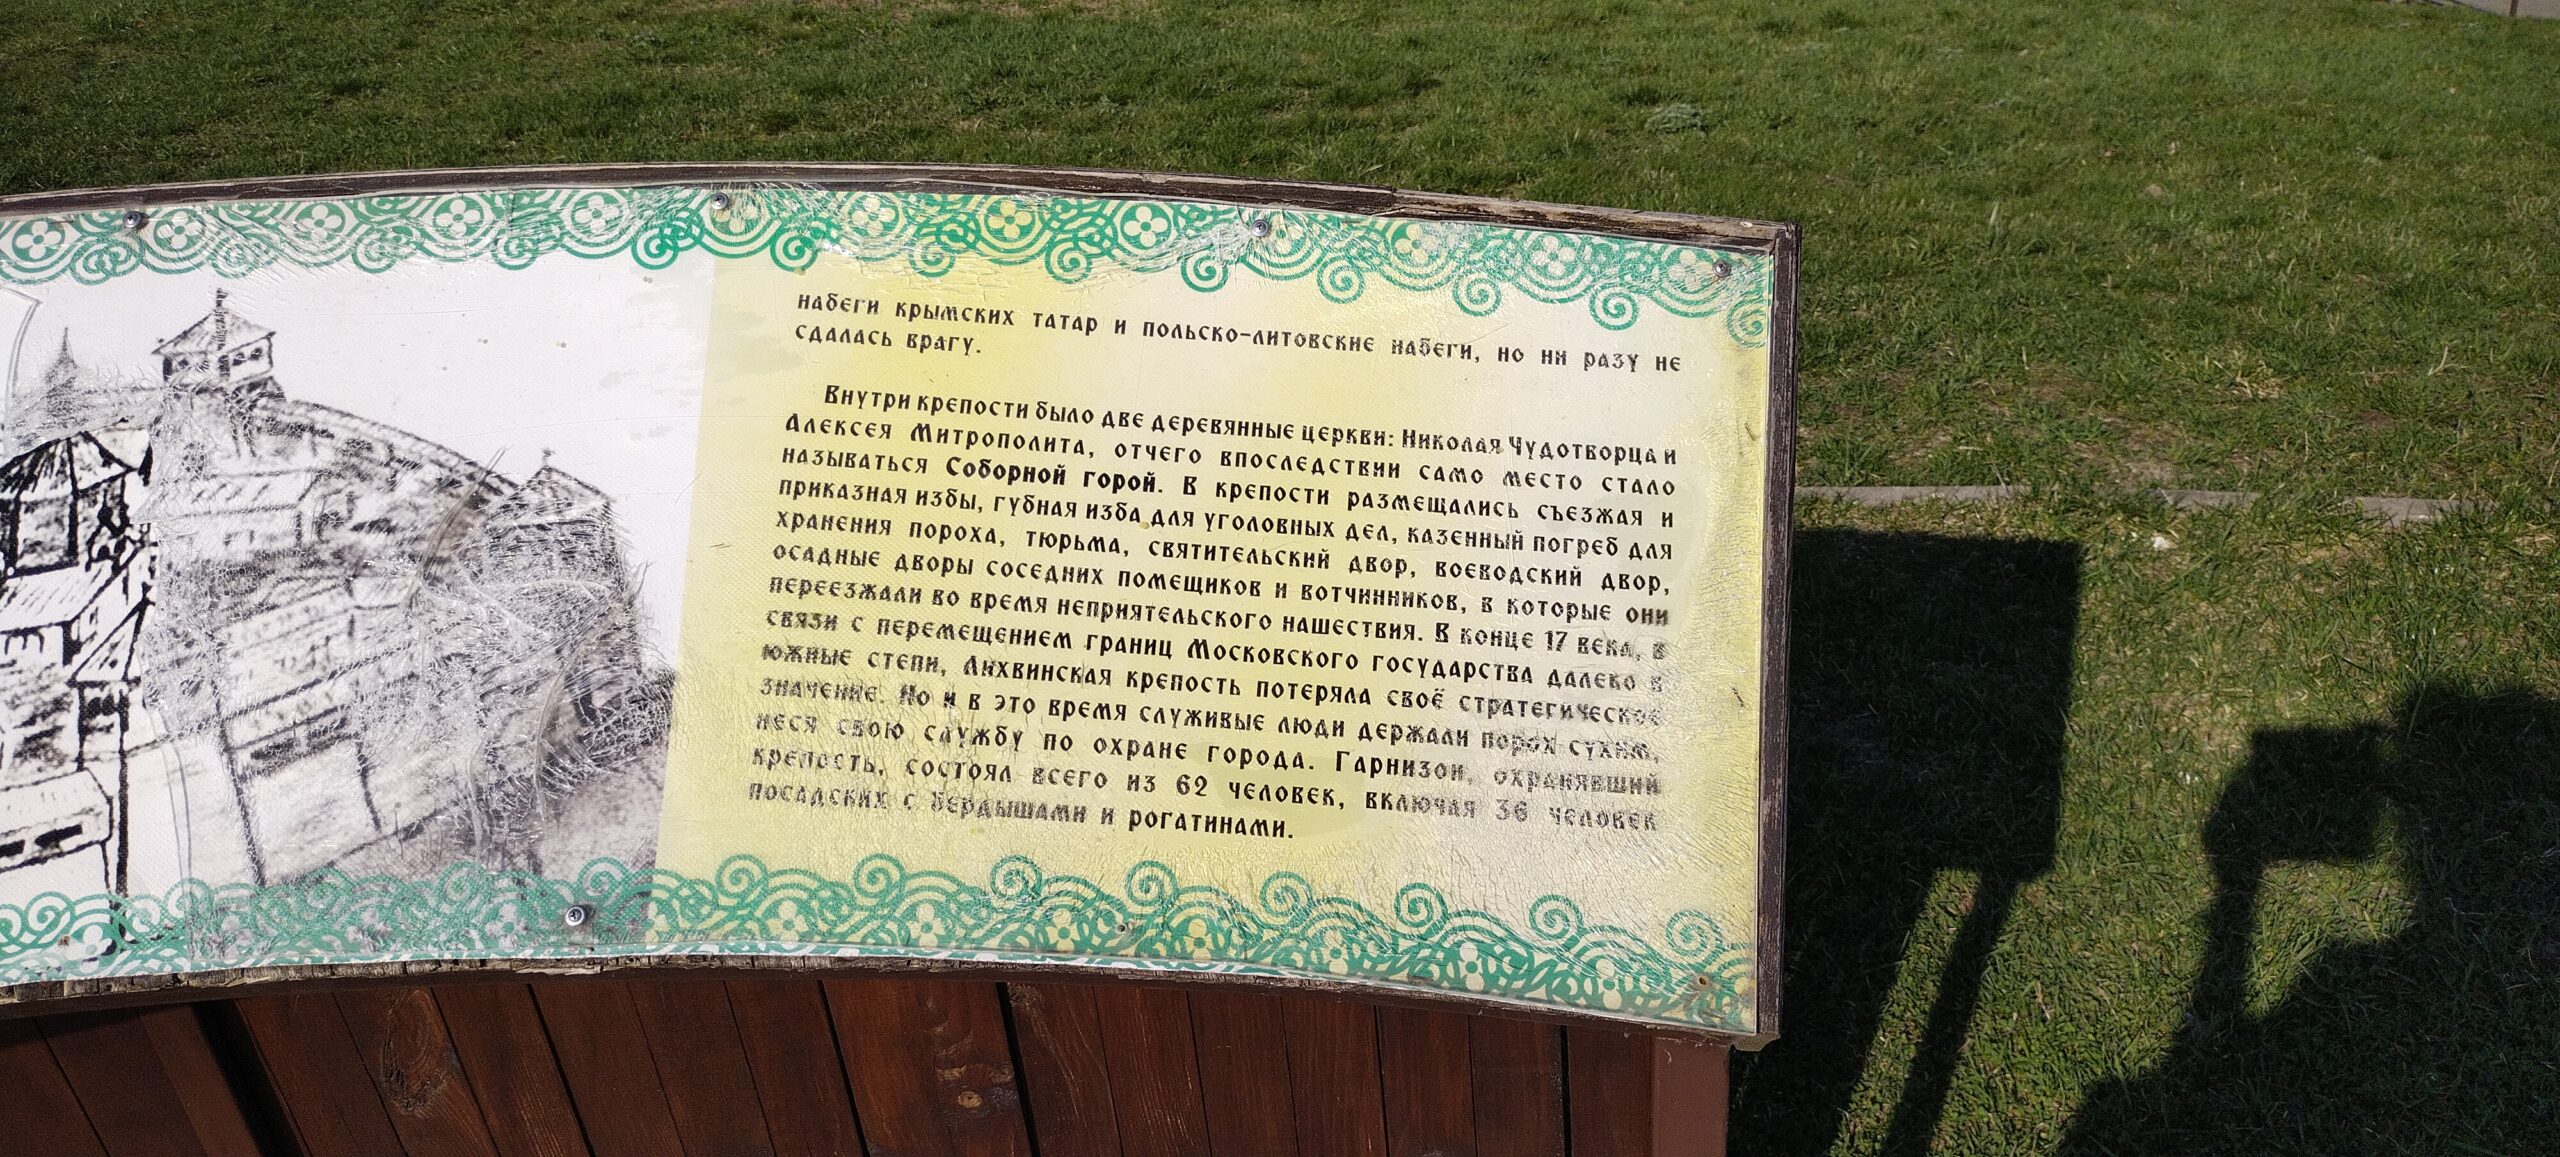 набеги крымских татар и польско-литовские набеги, но ни разу не
сдалась врагу.
Внутри крепости было две деревянные церкви: Николая Чудотворца и
Алексея Митрополита, отчего впоследствии само место стало
называться Соборной горой. В крепости размещались съезжая и
приказная избы, губная изба для уголовных дел, казенный погреб для
хранения пороха, тюрьма, святительский двор, воеводский двор,
осадные дворы соседних помещиков и вотчинников, в которые они
переезжали во время неприятельского нашествия. В конце 17 века, в
связи с перемещением границ Московского государства далеко в
южные степи, Лихвинская крепость потеряла своё стратегическое
значение. Но и в это время служивые люди держали порох сухим,
неся свою службу по охране города. Гарнизон, охранявший
крепость, состоял всего из 62 человек, включая 36 человек
посадских с бердышами и рогатинами.